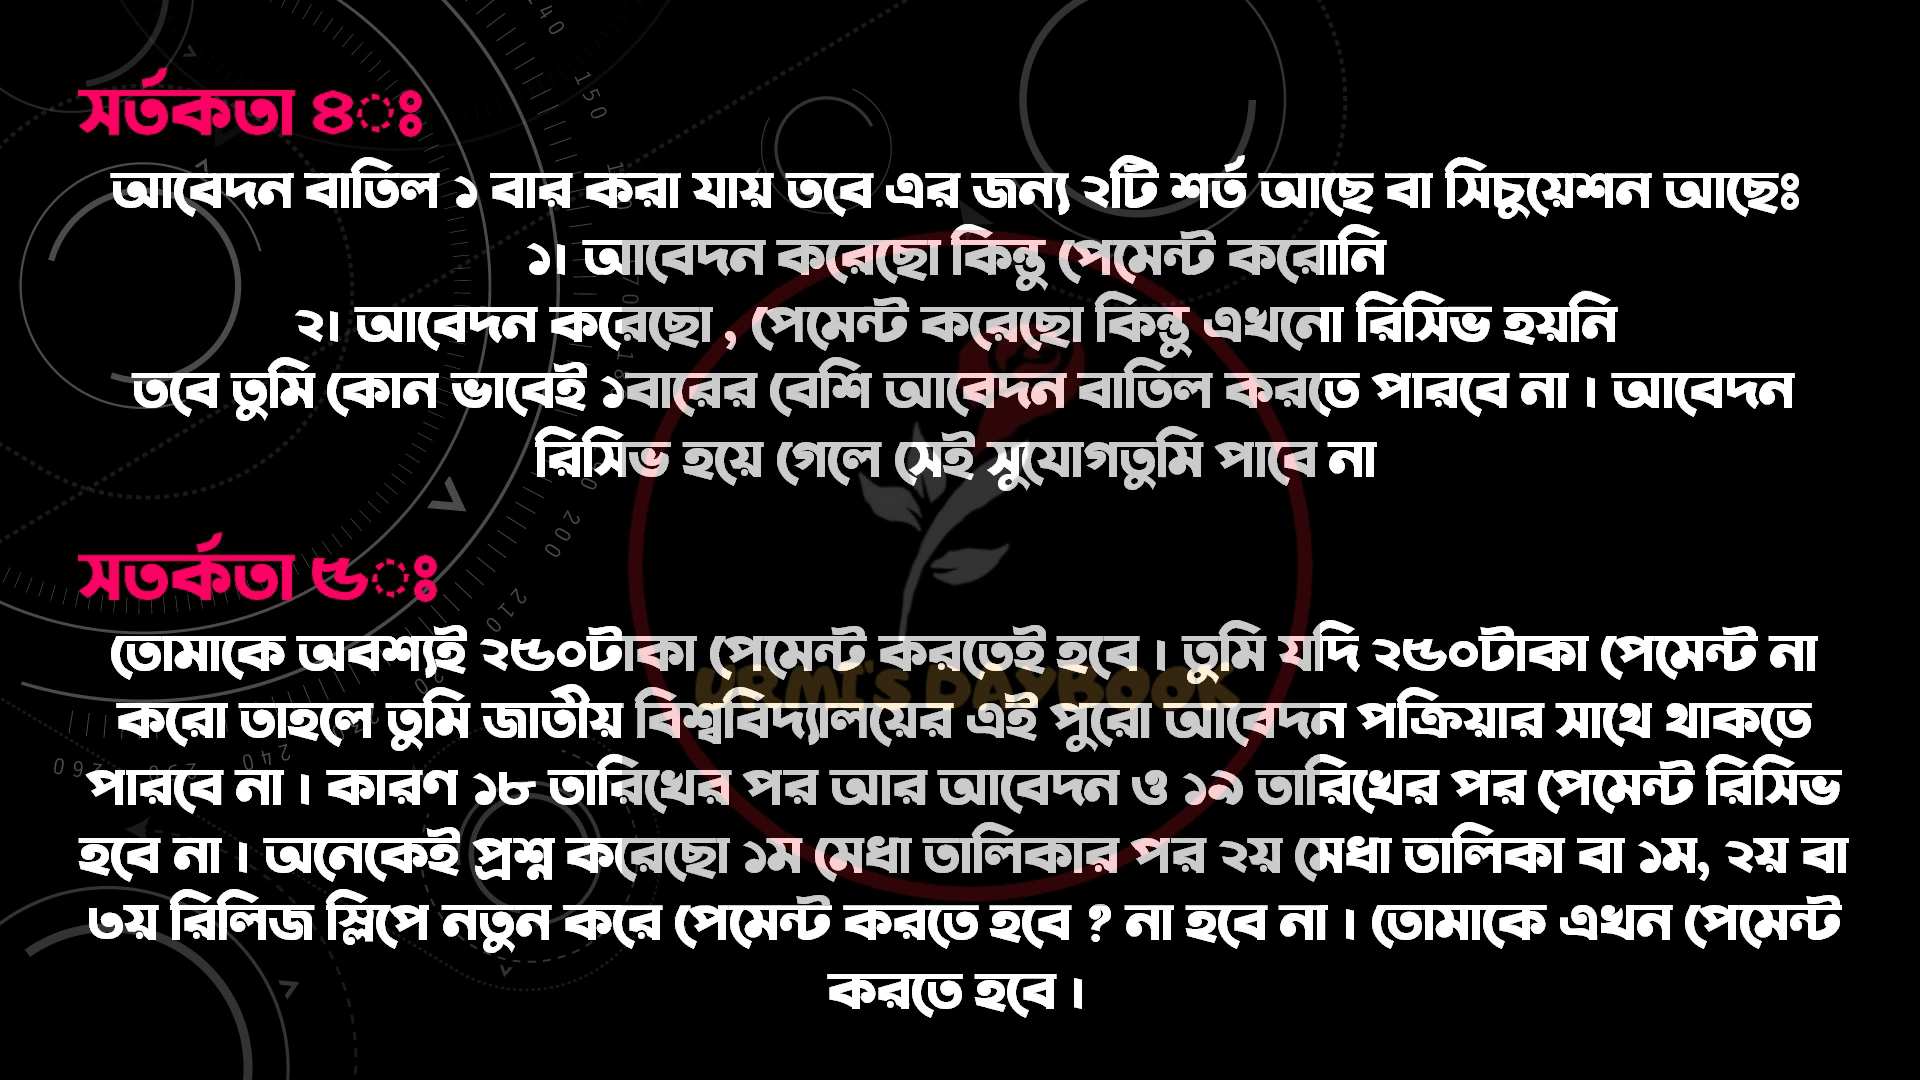 সর্তকতা ৪ঃ
আবেদন বাতিল ১ বার করা যায় তবে এর জন্য ২টি শর্ত আছে বা সিচুয়েশন আছেঃ
১। আবেদন করেছো কিন্তু পেমেন্ট করোনি
২। আবেদন করেছো , পেমেন্ট করেছো কিন্তু এখনো রিসিভ হয়নি
তবে তুমি কোন ভাবেই ১বারের বেশি আবেদন বাতিল করতে পারবে না । আবেদন
রিসিভ হয়ে গেলে সেই সুযোগতুমি পাবে না
সতর্কতা ৫ঃ
তোমাকে অবশ্যই ২৫০টাকা পেমেন্ট করতেই হবে । তুমি যদি ২৫০টাকা পেমেন্ট না
URMI'S DAYBOOK
করো তাহলে তুমি জাতীয় বিশ্ববিদ্যালয়ের এই পুরো আবেদন পক্রিয়ার সাথে থাকতে
পারবে না । কারণ ১৮ তারিখের পর আর আবেদন ও ১৯ তারিখের পর পেমেন্ট রিসিভ
হবে না । অনেকেই প্রশ্ন করেছো ১ম মেধা তালিকার পর ২য় মেধা তালিকা বা ১ম, ২য় বা
৩য় রিলিজ স্লিপে নতুন করে পেমেন্ট করতে হবে ? না হবে না । তোমাকে এখন পেমেন্ট
করতে হবে ।